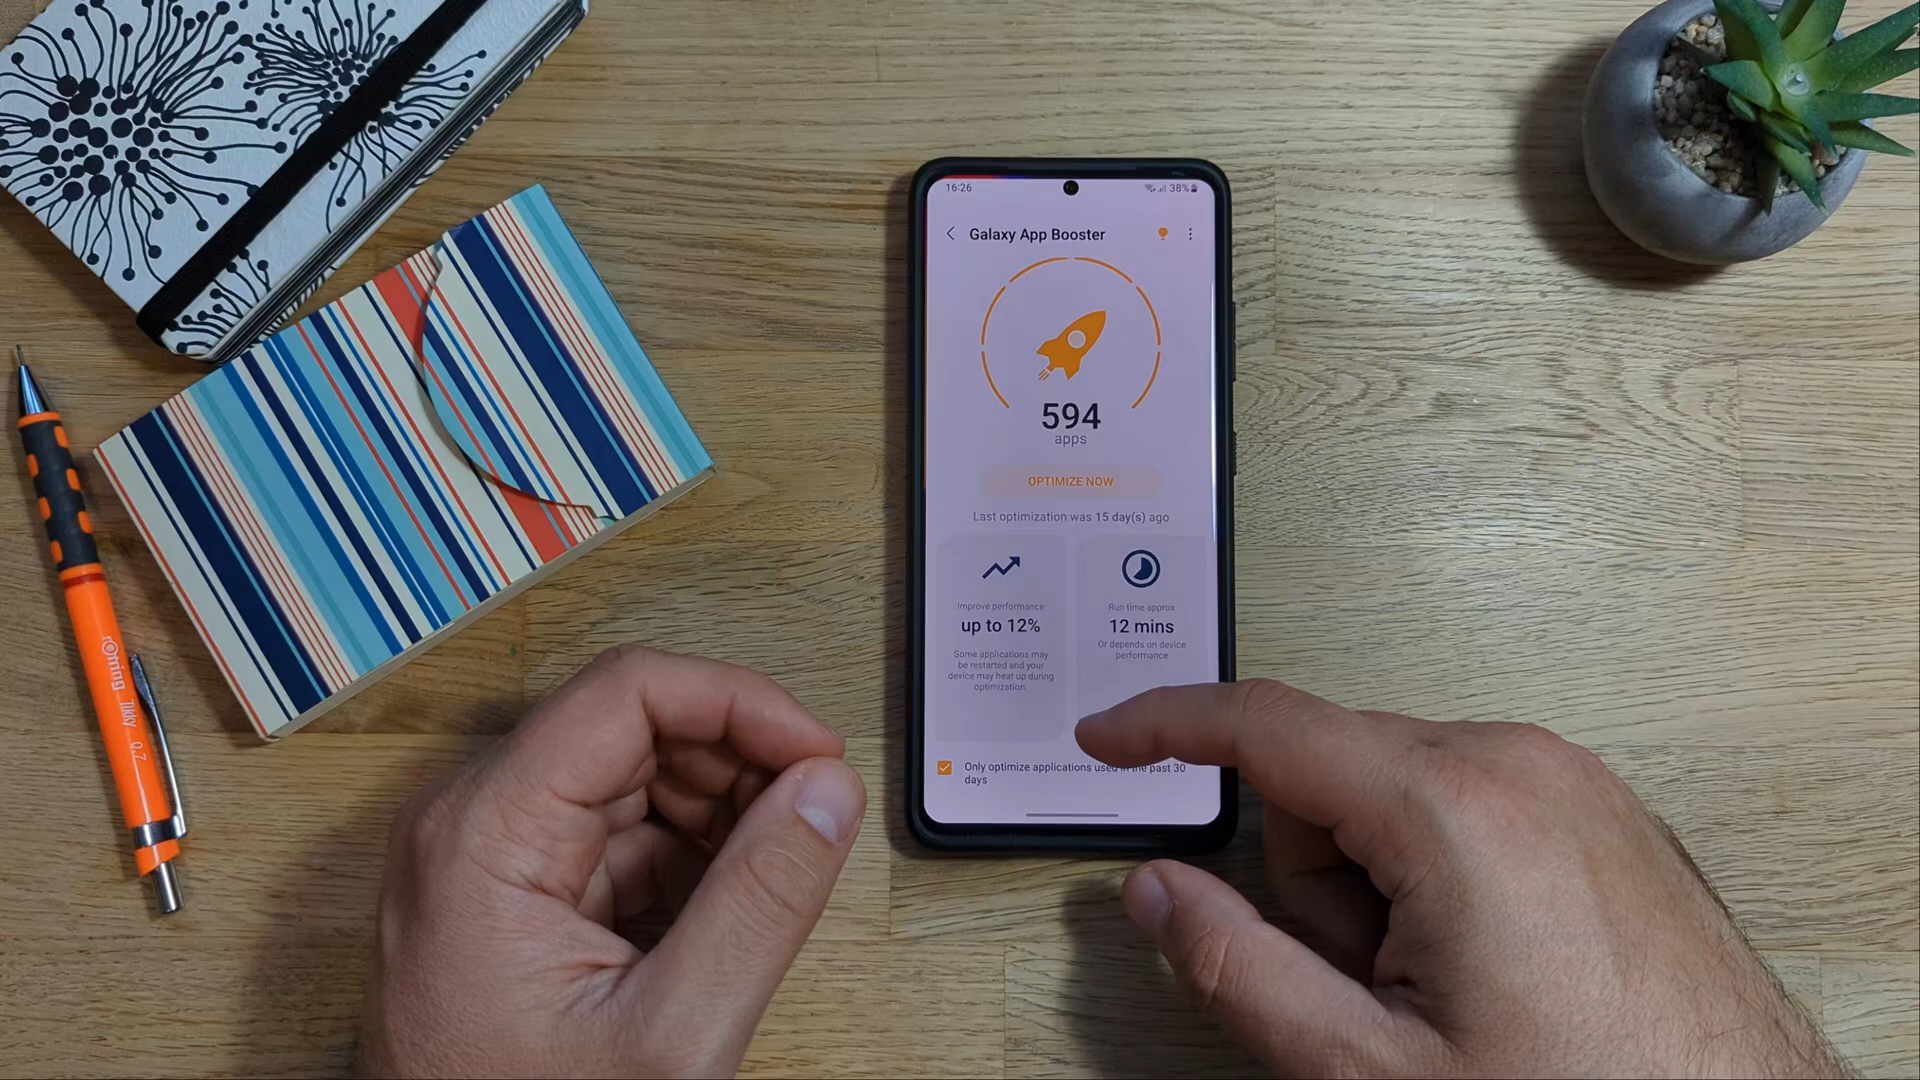 16:26
38%
Galaxy App Booster
594
apps
OPTIMIZE NOW
Last optimization was 15 day(s) ago
Improve performance
up to 12%
Some applications may
be restarted and your
device may heat up during
optimization.
Run time approx.
12 mins
Or depends on device
performance
Only optimize applications used in the past 30
days
rotring Tikky 0.7